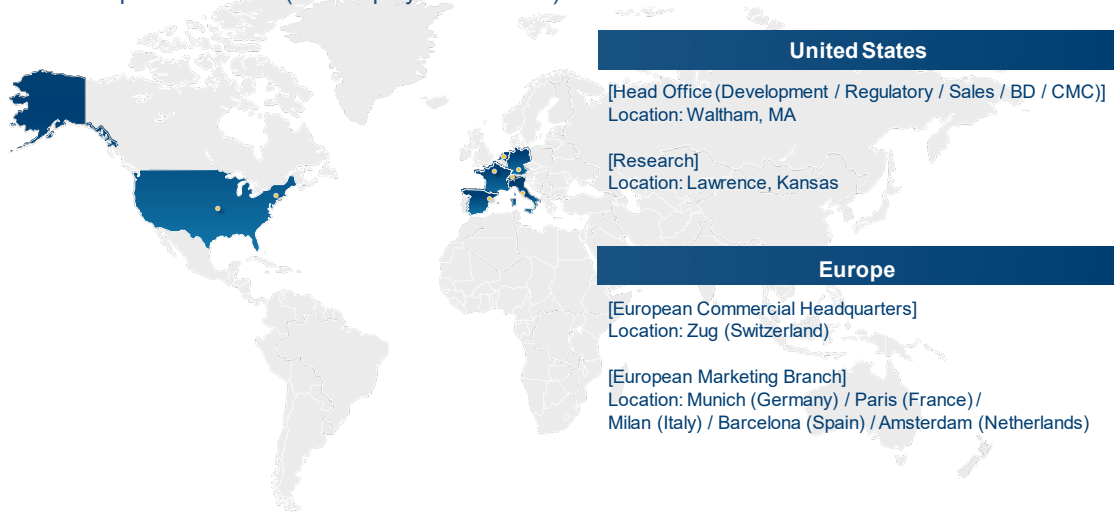 United States
[Head Office (Development / Regulatory / Sales / BD / CMC)]
Location: Waltham, MA
[Research]
Location: Lawrence, Kansas
Europe
[European Commercial Headquarters]
Location: Zug (Switzerland)
[European Marketing Branch]
Location: Munich (Germany) / Paris (France) /
Milan (Italy) / Barcelona (Spain) / Amsterdam (Netherlands)